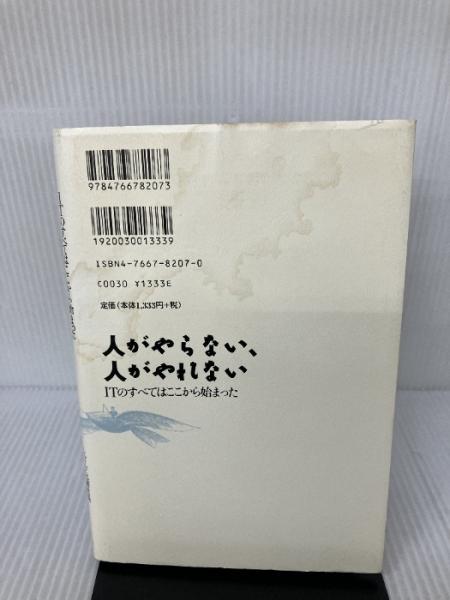 9784766782073
1920030013339
ISBN4-7667-8207-0
C0030 ¥1333E
定価(本体1,333円+税)
人がやらない、
人がやれない
ITのすべてはここから始まった